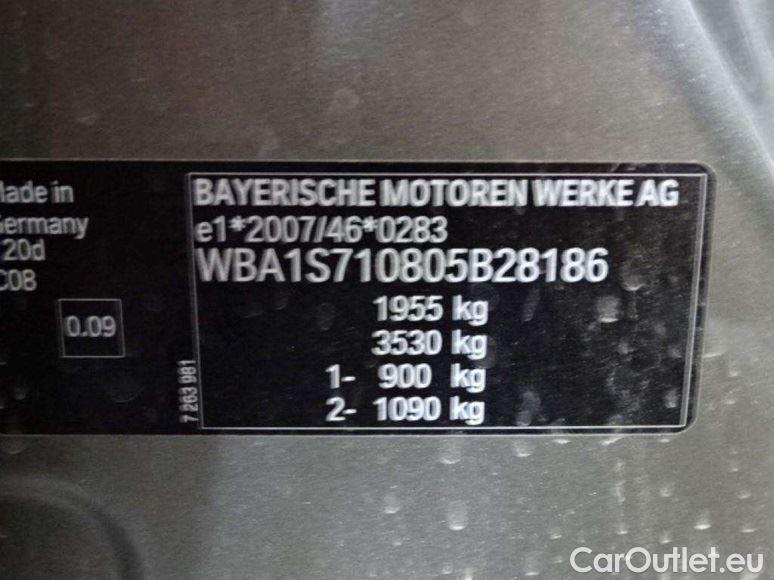 Made in
Germany
120d
C08
0.09
7 263 981
BAYERISCHE MOTOREN WERKE AG
e1*2007/46*0283
WBA1S710805B28186
1955 kg
3530 kg
1- 900 kg
2- 1090 kg
CarOutlet.eu